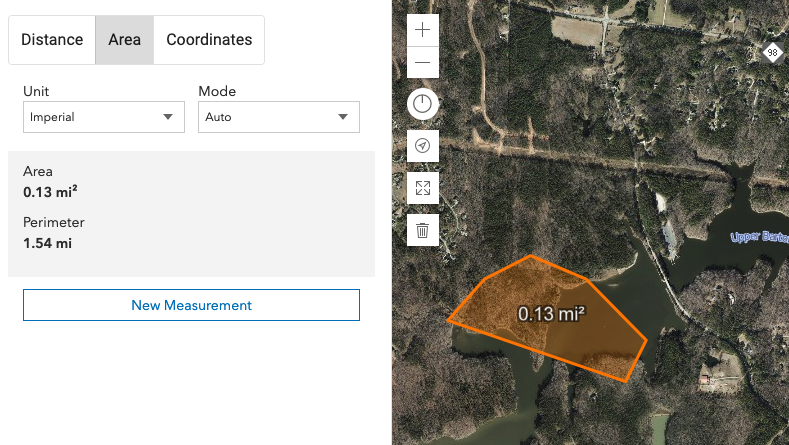 Distance Area Coordinates
Unit Mode
Imperial Auto
Area
0.13 mi²
Perimeter
1.54 mi
New Measurement
98
Upper
0.13 mi²